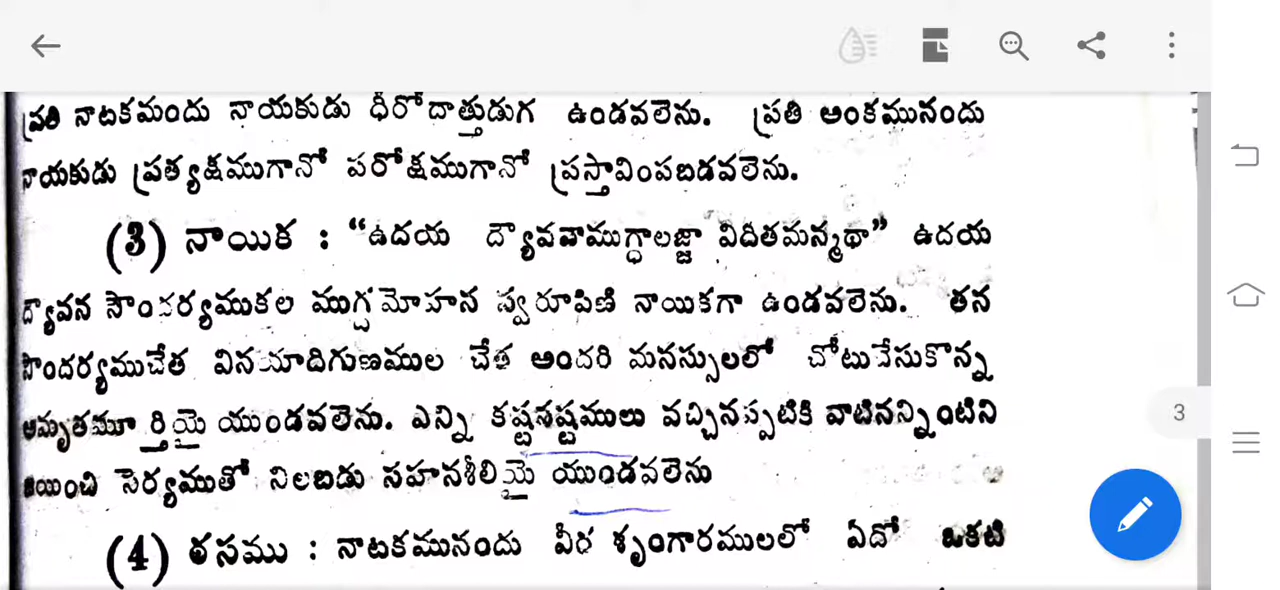 ప్రతి నాటకమందు నాయకుడు ధీరోదాత్తుడుగ ఉండవలెను. ప్రతి అంకమునందు
నాయకుడు ప్రత్యక్షముగానో పరోక్షముగానో ప్రస్తావింపబడవలెను.
(3) నాయిక : “ఉదయ ద్యౌవవాముగ్ధాలజ్జా విదితమన్మథా” ఉదయ
ద్యౌవన సౌందర్యముకల ముగ్ధమోహన స్వరూపిణి నాయికగా ఉండవలెను. తన
సౌందర్యముచేత వినయాదిగుణముల చేత అందరి మనస్సులలో చోటుచేసుకొన్న
అమృతమూర్తియై యుండవలెను. ఎన్ని కష్టనష్టములు వచ్చినప్పటికి వాటినన్నింటిని
జయించి సైర్యముతో నిలబడు సహనశీలియై యుండవలెను
3
(4) రసము : నాటకమునందు వీర శృంగారములలో ఏదో ఒకటి